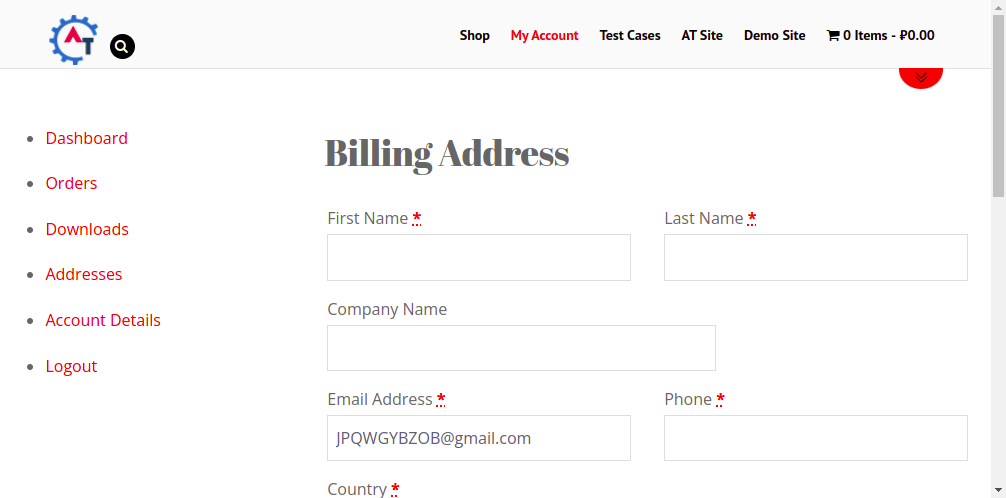 AT
Shop My Account Test Cases AT Site Demo Site 0 Items - ₽0.00
Dashboard
Orders
Downloads
Addresses
Account Details
Logout
Billing Address
First Name * Last Name *
Company Name
Email Address * Phone *
JPQWGYBZOB@gmail.com
Country *